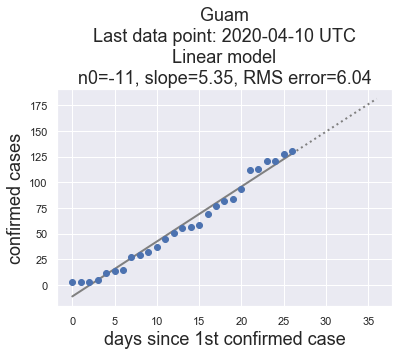 Guam
Last data point: 2020-04-10 UTC
Linear model
n0=-11, slope=5.35, RMS error=6.04
175
150
125
100
75
50
25
0
confirmed cases
0 5 10 15 20 25 30 35
days since 1st confirmed case